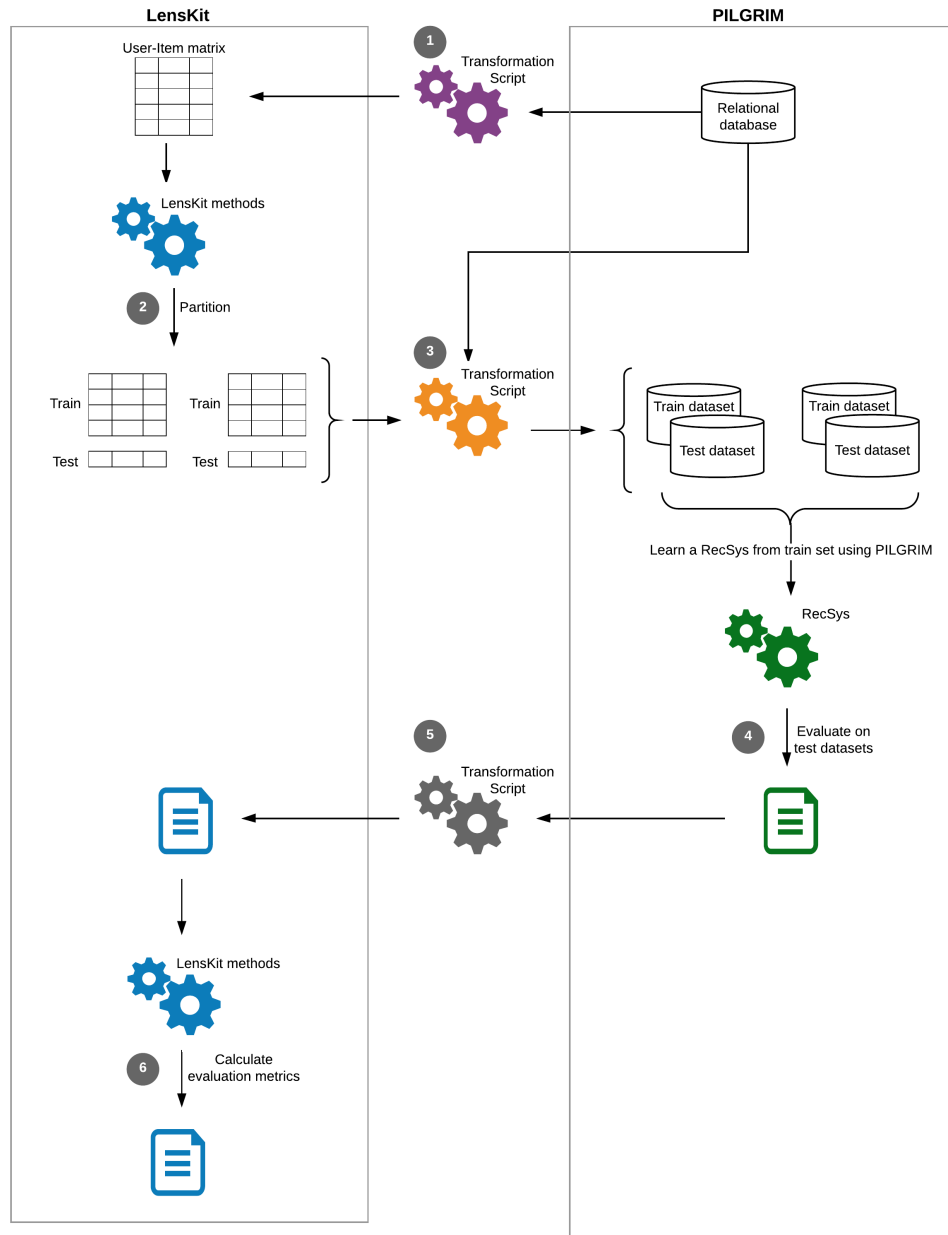 LensKit
PILGRIM
1
User-Item matrix
Transformation
Script
Relational
database
LensKit methods
2
Partition
3
Transformation
Script
Train
Train
Test
Test
Train dataset
Test dataset
Train dataset
Test dataset
Learn a RecSys from train set using PILGRIM
RecSys
4
Evaluate on
test datasets
5
Transformation
Script
LensKit methods
6
Calculate
evaluation metrics